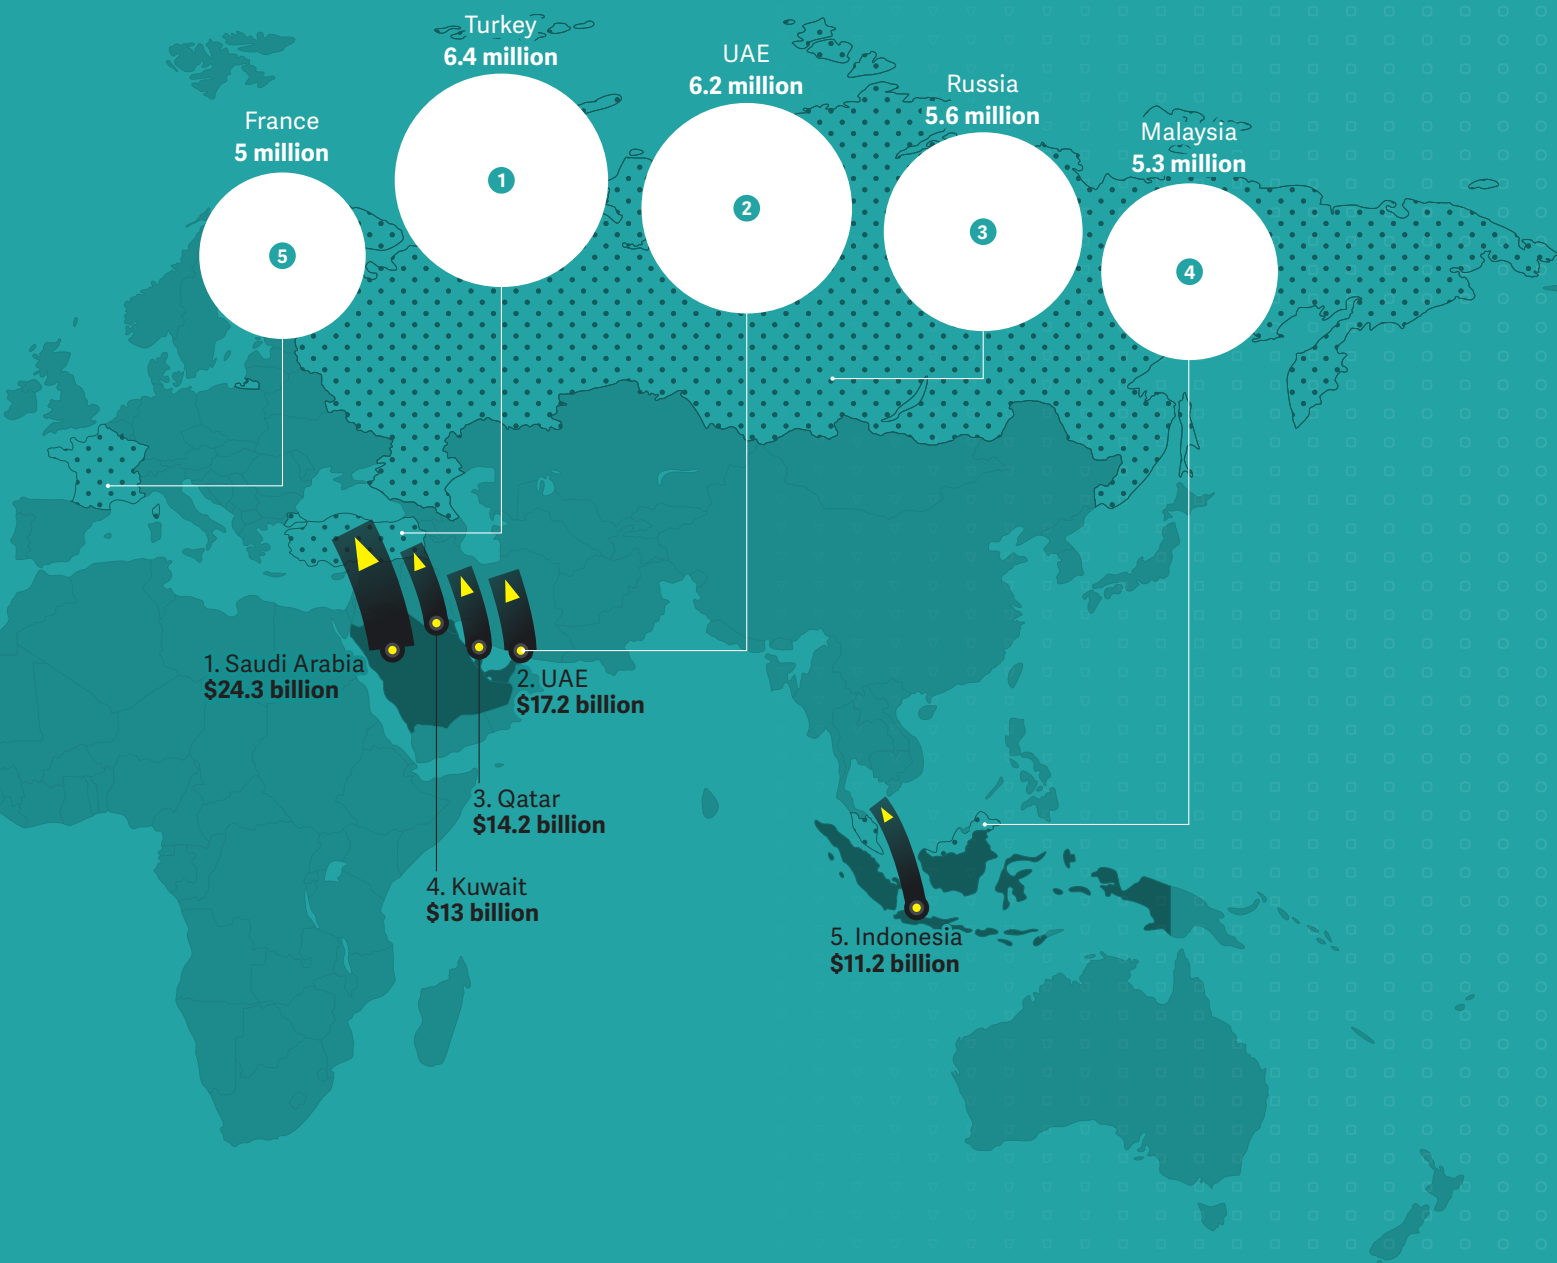 Turkey
6.4 million
UAE
6.2 million
Russia
5.6 million
France
5 million
Malaysia
5.3 million
1
2
3
5
4
1. Saudi Arabia
$24.3 billion
2. UAE
$17.2 billion
3. Qatar
$14.2 billion
4. Kuwait
$13 billion
5. Indonesia
$11.2 billion